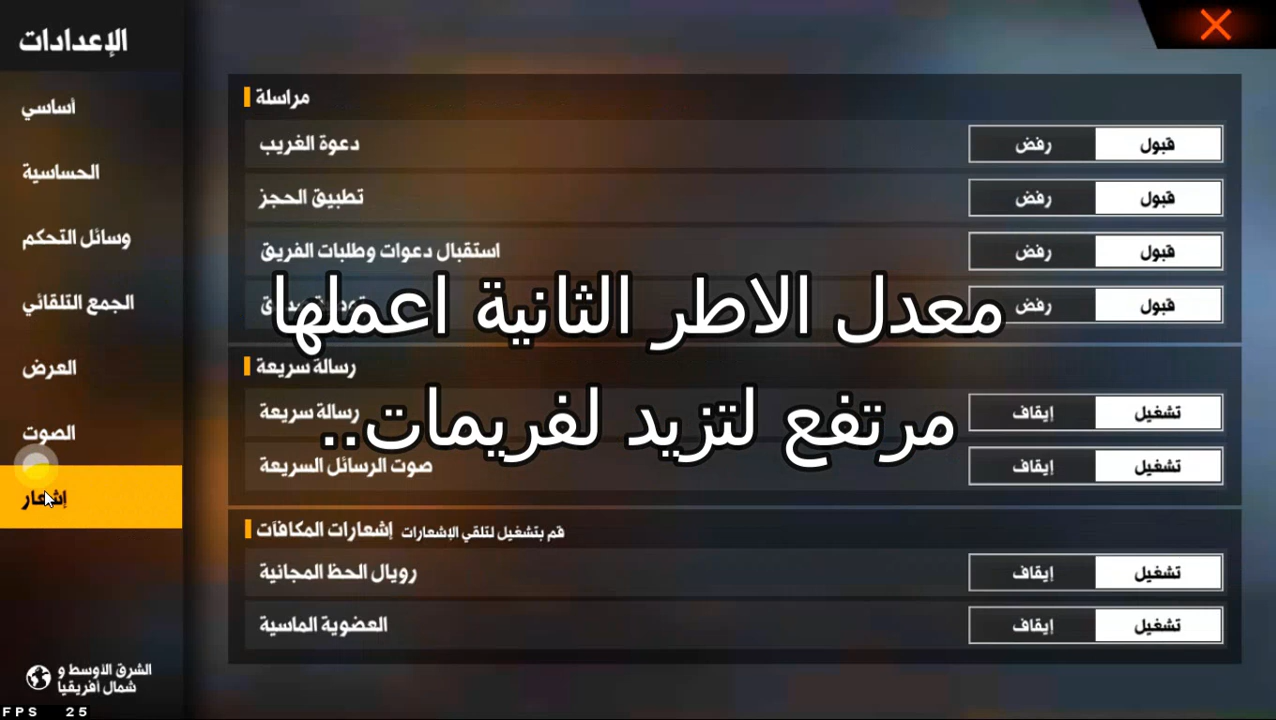 الإعدادات
أساسي
الحساسية
وسائل التحكم
الجمع التلقائي
العرض
الصوت
إشعار
الشرق الأوسط و
شمال أفريقيا
FPS 25
مراسلة
دعوة الغريب
رفض
قبول
تطبيق الحجز
رفض
قبول
استقبال دعوات وطلبات الفريق
رفض
قبول
رفض
قبول
معدل الاطر الثانية اعملها
مرتفع لتزيد لفريمات..
رسالة سريعة
رسالة سريعة
إيقاف
تشغيل
صوت الرسائل السريعة
إيقاف
تشغيل
إشعارات المكافآت قم بتشغيل لتلقي الإشعارات
رويال الحظ المجانية
إيقاف
تشغيل
العضوية الماسية
إيقاف
تشغيل